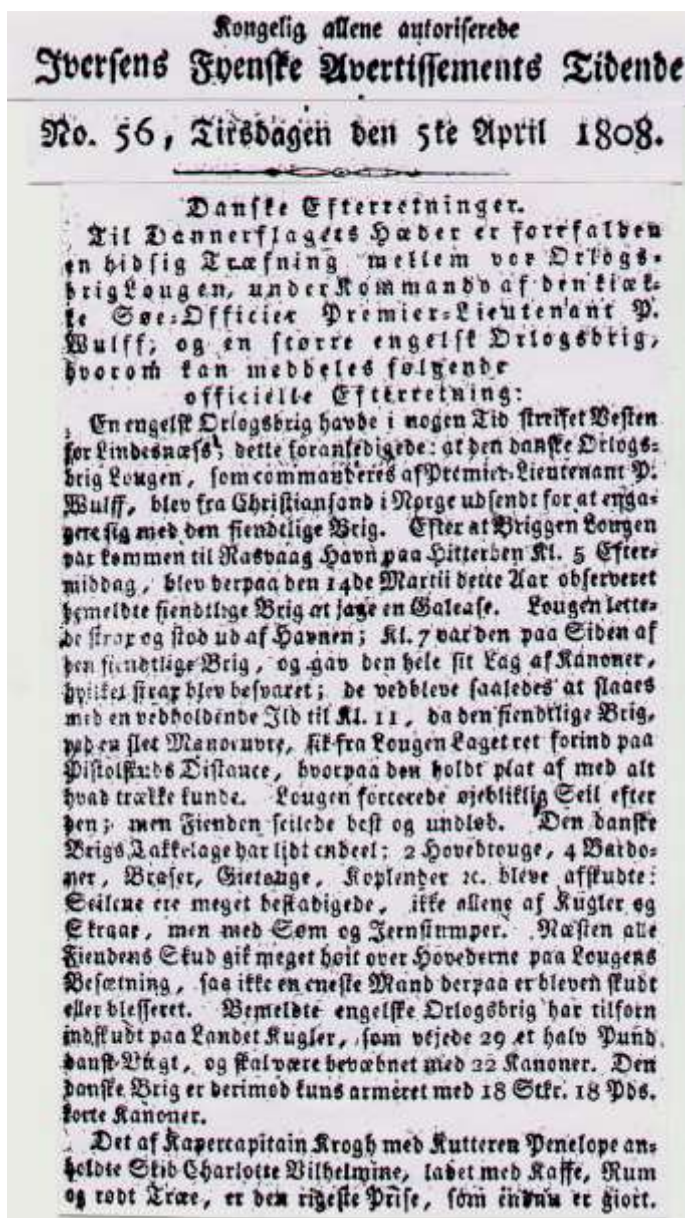 Kongelig allene autoriserede
Iversens Fyenske Avertissements Tidende
No. 56, Tirsdagen den 5te April 1808.
Danske Efterretninger.
Til Dannerflagets Hæder er forefalden
en hidsig Træfning mellem vor Orlogs-
brig Lougen, under Kommando af den kiæk-
ke Søe-Officier Premier-Lieutenant P.
Wulff, og en større engelsk Orlogsbrig,
hvorom kan meddeles følgende
officielle Efterretning:
En engelsk Orlogsbrig havde i nogen Tid streifet Vesten
for Lindesnæss; dette foranledigede: at den danske Orlogs-
brig Lougen, som commanderes af Premier-Lieutenant P.
Wulff, blev fra Christiansand i Norge udsendt for at enga-
gere sig med den fiendtlige Brig. Efter at Briggen Lougen
var kommen til Rasvaag Havn paa Hitterøen Kl. 5 Efter-
middag, blev derpaa den 14de Martii dette Aar observeret
bemeldte fiendtlige Brig at jage en Galease. Lougen lette-
de strax og stod ud af Havnen; Kl. 7 var den paa Siden af
den fiendtlige Brig, og gav den hele sit Lag af Kanoner,
hvilket strax blev besvaret; de vedbleve saaledes at slaaes
med en vedholdende Ild til Kl. 11, da den fiendtlige Brig,
ved en slet Manoeuvre, fik fra Lougen Laget ret forind paa
Pistolskuds Distance, hvorpaa den holdt plat af med alt
hvad trække kunde. Lougen forcerede øjebliklig Seil efter
den; men Fienden seilede best og undløb. Den danske
Brigs Takkelage har lidt endeel; 2 Hovedtouge, 4 Bardo-
ner, Braser, Gietauge, Koplender ꝛc. bleve afskudte:
Seilene ere meget beskadigede, ikke allene af Kugler og
Skraae, men med Søm og Jernstumper. Næsten alle
Fiendens Skud gik meget høit over Hovederne paa Lougens
Besætning, saa ikke en eneste Mand derpaa er bleven skudt
eller blesseret. Bemeldte engelske Orlogsbrig har tilforn
indskudt paa Landet Kugler, som vejede 29 et halv Pund
dansk Vægt, og skal være bevæbnet med 22 Kanoner. Den
danske Brig er derimod kuns armeret med 18 Stkr. 18 Pds.
korte Kanoner.
Det af Kapercapitain Krogh med Kutteren Penelope an-
holdte Skib Charlotte Vilhelmine, ladet med Kaffe, Rum
og rødt Træe, er den rigeste Prise, som endnu er giort.